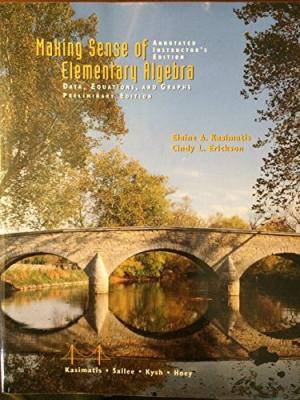 Making Sense of
Elementary Algebra
Annotated
Instructor's
Edition
Data, Equations, and Graphs
Preliminary Edition
Elaine A. Kasimatis
Cindy L. Erickson
Kasimatis • Sallee • Kysh • Hoey